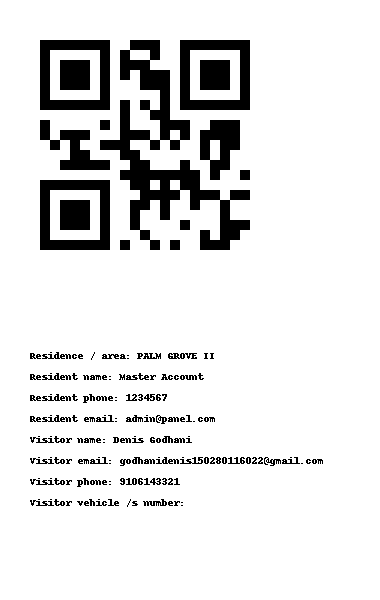 Residence / area: PALM GROVE II
Resident name: Master Account
Resident phone: 1234567
Resident email: admin@panel.com
Visitor name: Denis Godhani
Visitor email: godhanidenis150280116022@gmail.com
Visitor phone: 9106143321
Visitor vehicle /s number: